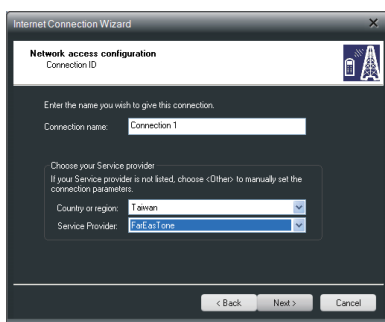 Internet Connection Wizard
Network access configuration
Connection ID
Enter the name you wish to give this connection.
Connection name: Connection 1
Choose your Service provider
If your Service provider is not listed, choose <Other> to manually set the
connection parameters.
Country or region: Taiwan
Service Provider: FarEasTone
< Back Next > Cancel